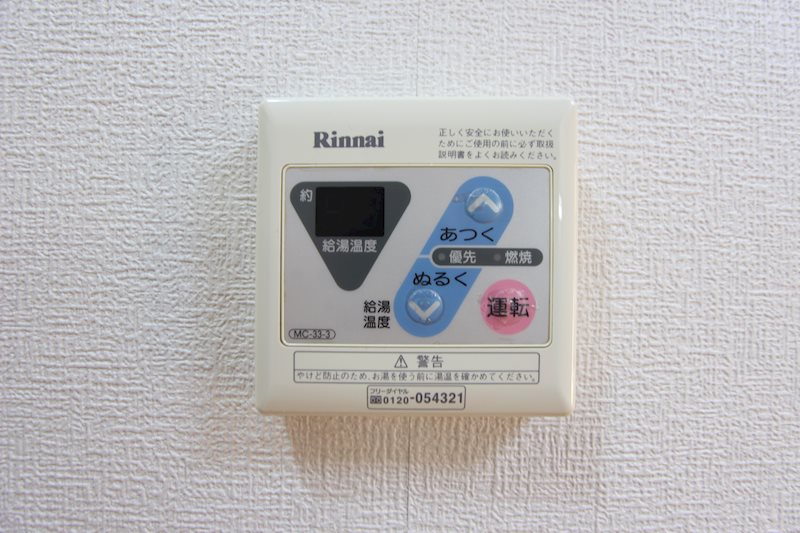 Rinnai
正しく安全にお使いいただく
ためにご使用の前に必ず取扱
説明書をよくお読みください。
約
給湯温度
あつく
優先 燃焼
ぬるく
給湯
温度
運転
MC-33-3
警告
やけど防止のため、お湯を使う前に湯温を確かめてください。
フリーダイヤル
0120-054321